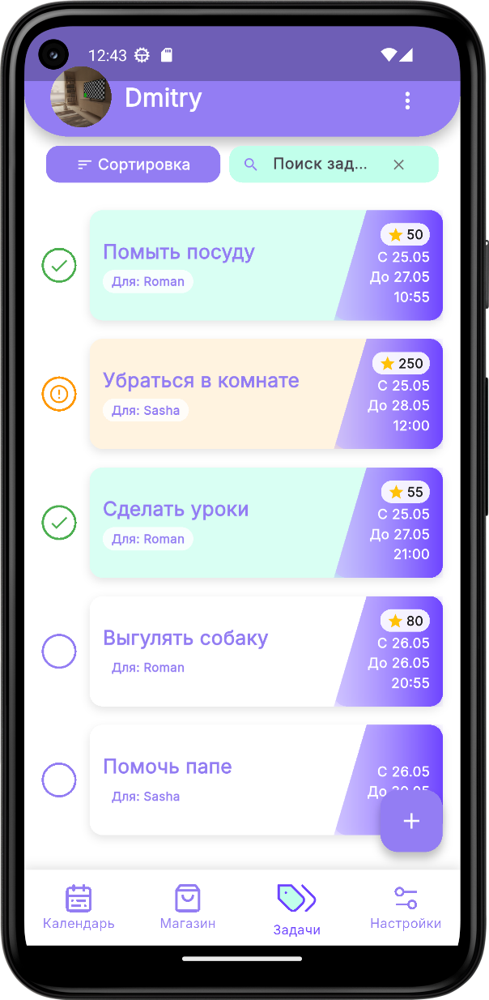 12:43
Dmitry
Сортировка
Поиск зад...
50
Помыть посуду
Для: Roman
С 25.05
До 27.05
10:55
250
Убраться в комнате
Для: Sasha
С 25.05
До 28.05
12:00
55
Сделать уроки
Для: Roman
С 25.05
До 27.05
21:00
80
Выгулять собаку
Для: Roman
С 26.05
До 26.05
20:55
Помочь папе
Для: Sasha
С 26.05
До
Календарь
Магазин
Задачи
Настройки